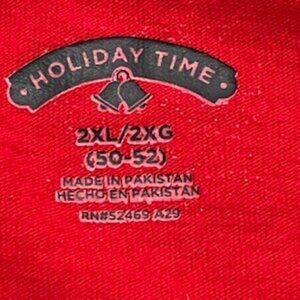 HOLIDAY TIME
2XL/2XG
(50-52)
MADE IN PAKISTAN
HECHO EN PAKISTAN
RN#52469 A29